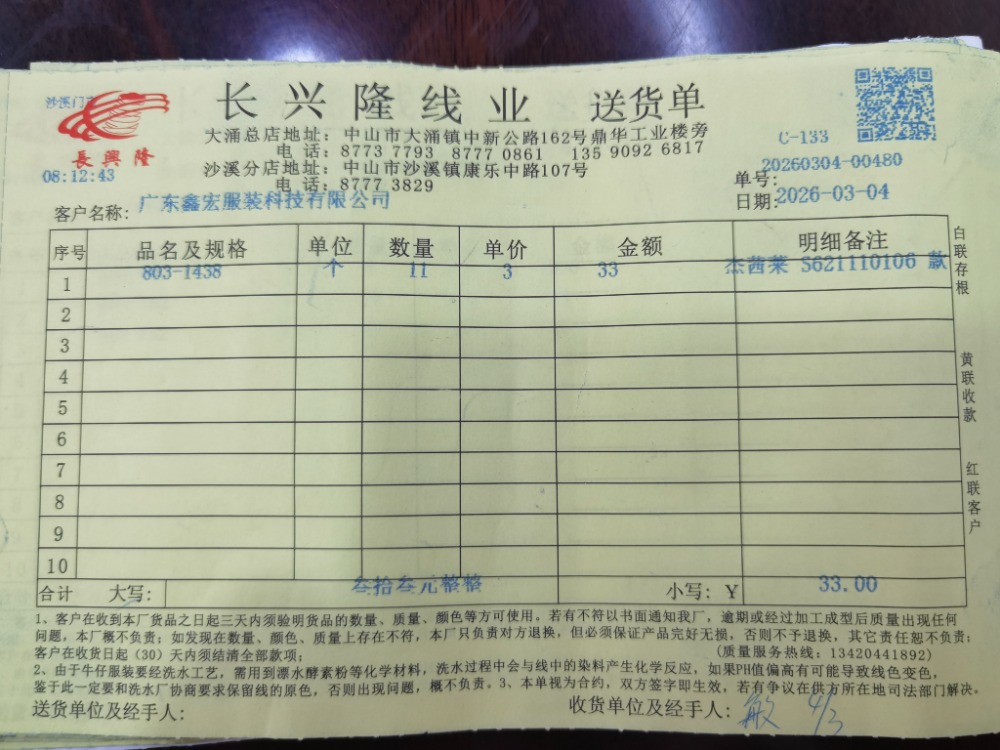 沙溪门
長興隆
08:12:43
长兴隆线业 送货单
大涌总店地址：中山市大涌镇中新公路162号鼎华工业楼旁
电 话：8773 7793 8777 0861 135 9092 6817
沙溪分店地址：中山市沙溪镇康乐中路107号
电 话：8777 3829
C-133
单号：20260304-00480
日期：2026-03-04
客户名称：广东鑫宏服装科技有限公司
序号 品名及规格 单位 数量 单价 金额 明细备注
1 803-1438 个 11 3 33 杰茜莱 S621110106 款
2
3
4
5
6
7
8
9
10
合计 大写： 叁拾叁元整整 小写：￥ 33.00
白联存根
黄联收款
红联客户
1、客户在收到本厂货品之日起三天内须验明货品的数量、质量、颜色等方可使用。若有不符以书面通知我厂，逾期或经过加工成型后质量出现任何
问题，本厂概不负责；如发现在数量、颜色、质量上存在不符，本厂只负责对方退换，但必须保证产品完好无损，否则不予退换，其它责任恕不负责；
客户在收货日起（30）天内须结清全部款项； （质量服务热线：13420441892）
2、由于牛仔服装要经洗水工艺，需用到漂水酵素粉等化学材料，洗水过程中会与线中的染料产生化学反应，如果PH值偏高有可能导致线色变色，
鉴于此一定要和洗水厂协商要求保留线的原色，否则出现问题，概不负责。3、本单视为合约，双方签字即生效，若有争议在供方所在地司法部门解决。
送货单位及经手人： 收货单位及经手人：敏 4/3